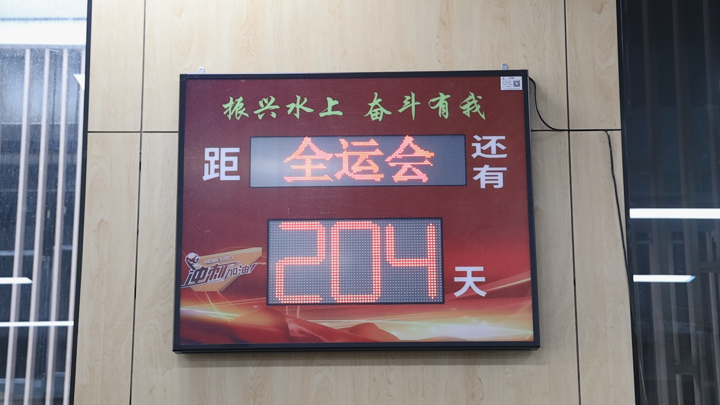 振兴水上 奋斗有我
距 全运会 还有
204 天
冲刺加油!